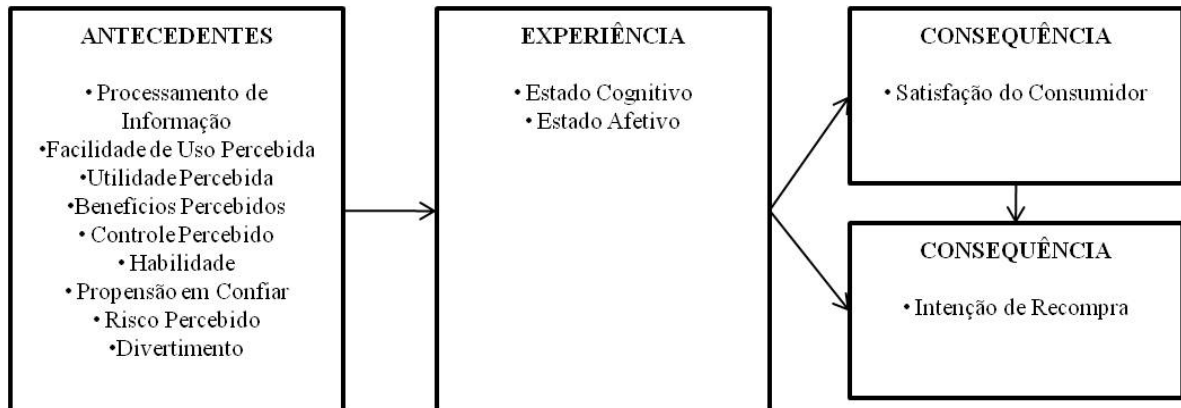 ANTECEDENTES
• Processamento de
Informação
•Facilidade de Uso Percebida
•Utilidade Percebida
•Benefícios Percebidos
• Controle Percebido
• Habilidade
• Propensão em Confiar
• Risco Percebido
•Divertimento
EXPERIÊNCIA
• Estado Cognitivo
• Estado Afetivo
CONSEQUÊNCIA
• Satisfação do Consumidor
CONSEQUÊNCIA
• Intenção de Recompra